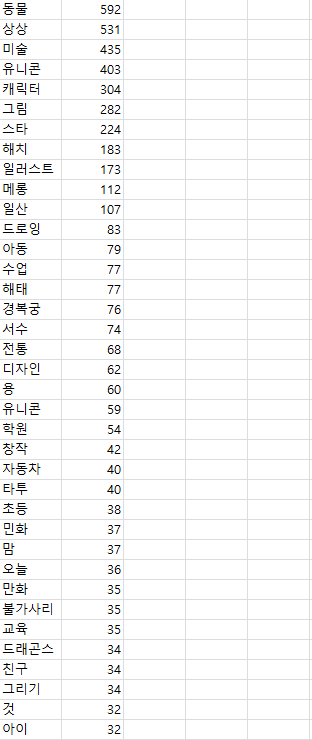 동물 592
상상 531
미술 435
유니콘 403
캐릭터 304
그림 282
스타 224
해치 183
일러스트 173
메롱 112
일산 107
드로잉 83
아동 79
수업 77
해태 77
경복궁 76
서수 74
전통 68
디자인 62
용 60
유니콘 59
학원 54
창작 42
자동차 40
타투 40
초등 38
민화 37
맘 37
오늘 36
만화 35
불가사리 35
교육 35
드래곤스 34
친구 34
그리기 34
것 32
아이 32